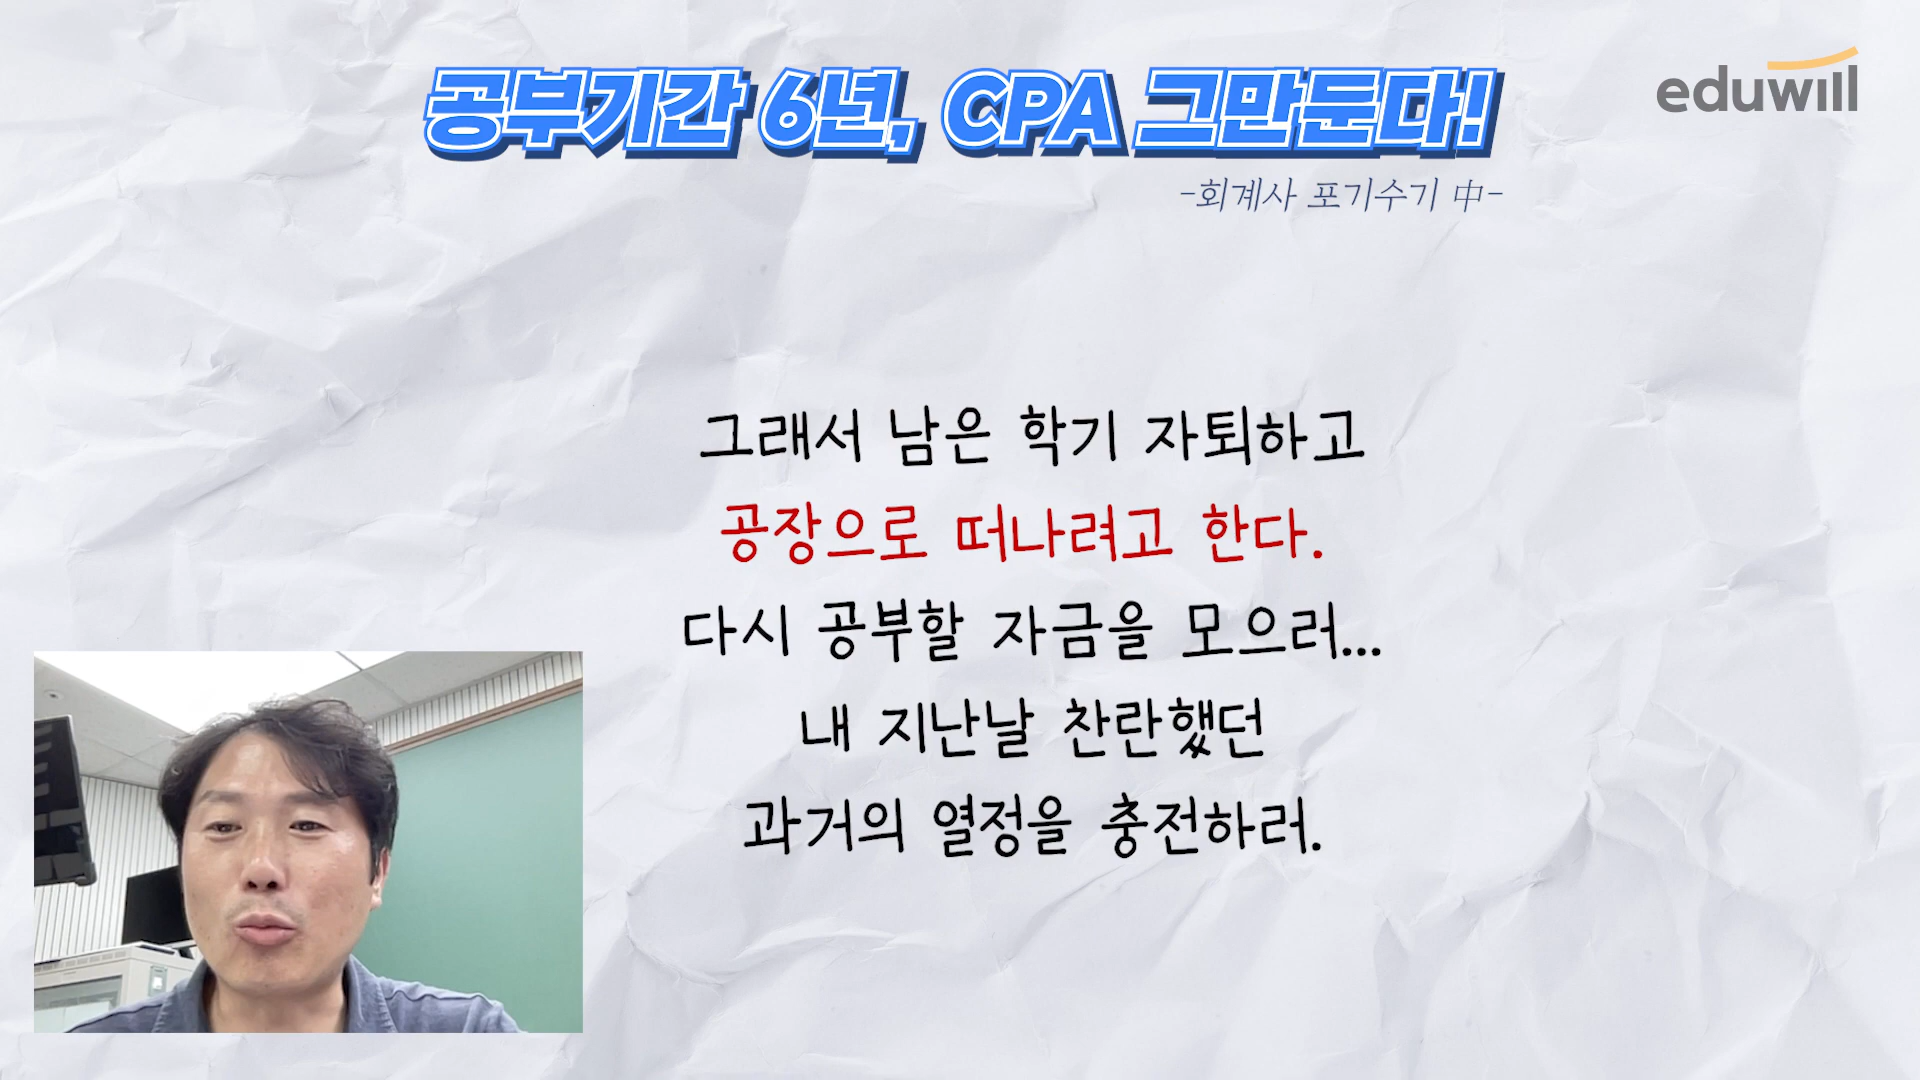 공부기간 6년, CPA 그만둔다!
eduwill
-회계사 포기수기 中-
그래서 남은 학기 자퇴하고
공장으로 떠나려고 한다.
다시 공부할 자금을 모으러...
내 지난날 찬란했던
과거의 열정을 충전하러.